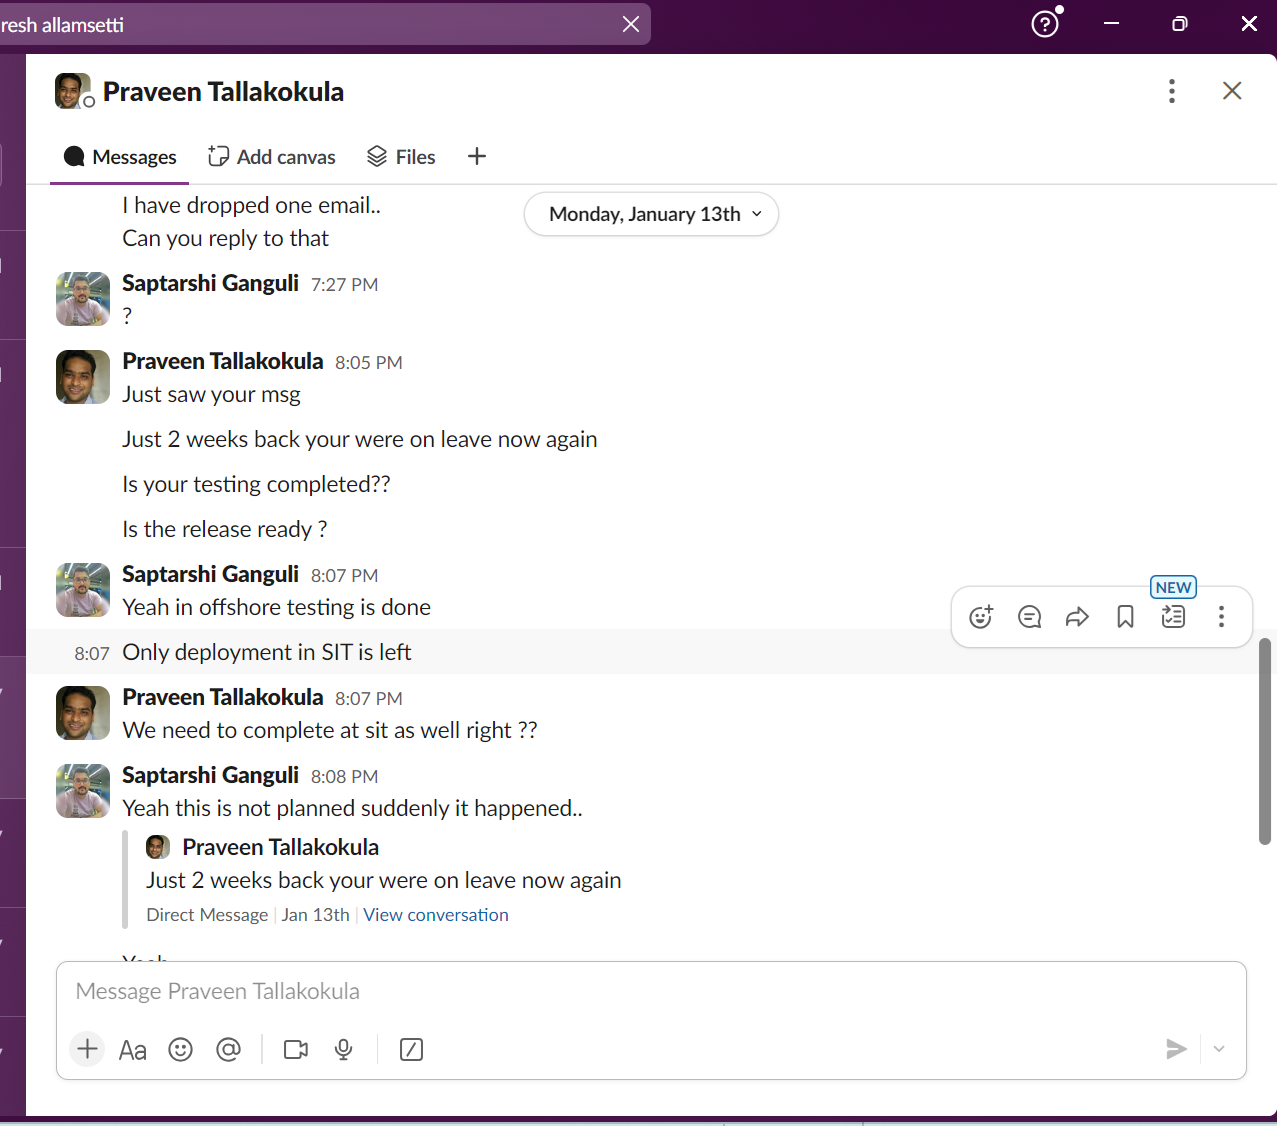 resh allamsetti
Praveen Tallakokula
Messages Add canvas Files
I have dropped one email..
Monday, January 13th
Can you reply to that
Saptarshi Ganguli 7:27 PM
?
Praveen Tallakokula 8:05 PM
Just saw your msg
Just 2 weeks back your were on leave now again
Is your testing completed??
Is the release ready ?
Saptarshi Ganguli 8:07 PM
NEW
Yeah in offshore testing is done
8:07 Only deployment in SIT is left
Praveen Tallakokula 8:07 PM
We need to complete at sit as well right ??
Saptarshi Ganguli 8:08 PM
Yeah this is not planned suddenly it happened..
Praveen Tallakokula
Just 2 weeks back your were on leave now again
Direct Message | Jan 13th | View conversation
Message Praveen Tallakokula
Aa